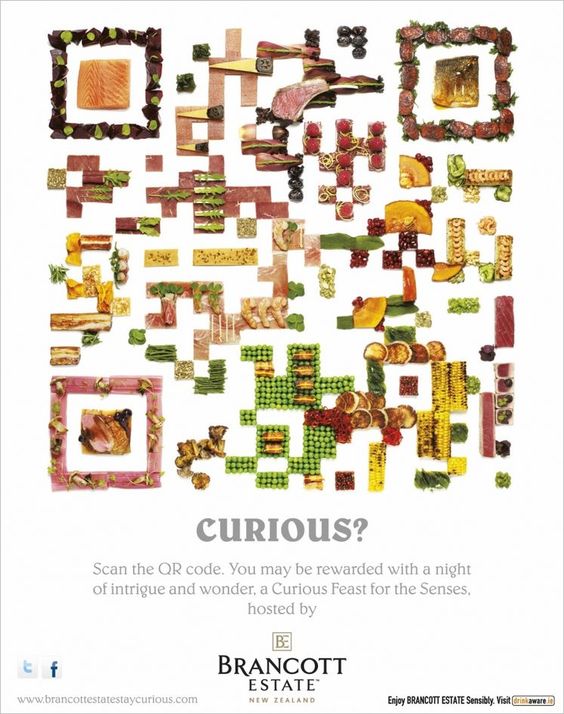 CURIOUS?
Scan the QR code. You may be rewarded with a night
of intrigue and wonder, a Curious Feast for the Senses,
hosted by
BE
BRANCOTT
ESTATE™
NEW ZEALAND
t f
www.brancottestatestaycurious.com
Enjoy BRANCOTT ESTATE Sensibly. Visit drinkaware.ie